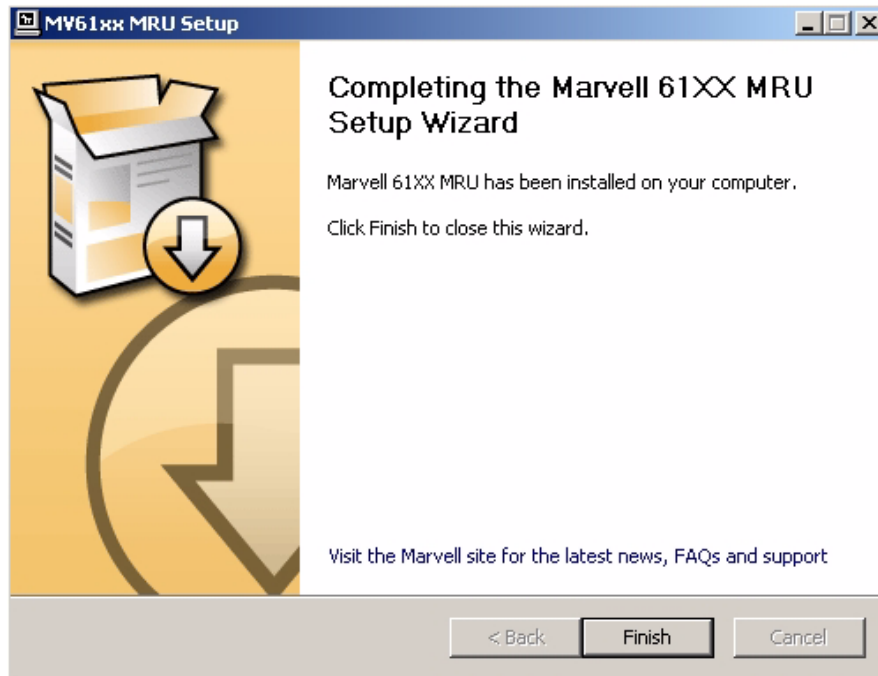 MV61xx MRU Setup
Completing the Marvell 61XX MRU
Setup Wizard
Marvell 61XX MRU has been installed on your computer.
Click Finish to close this wizard.
Visit the Marvell site for the latest news, FAQs and support
< Back Finish Cancel